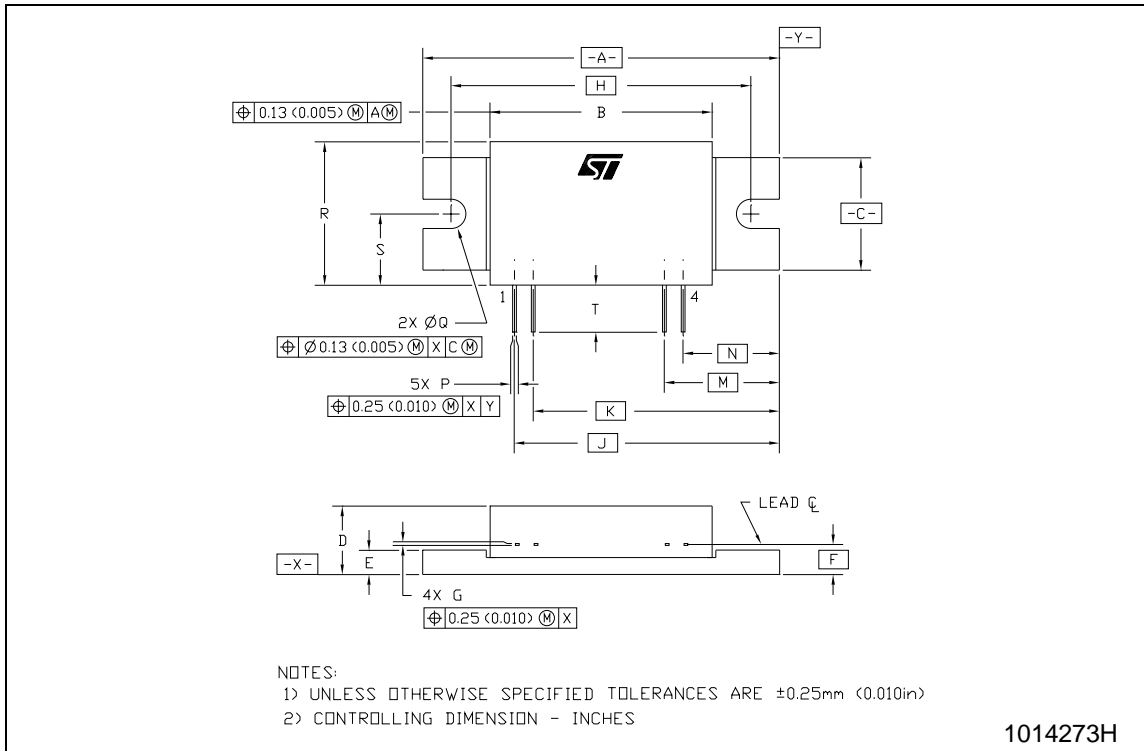 -Y-
-A-
H
⌖ 0.13 (0.005) Ⓜ A Ⓜ
B
ST
R
S
-C-
1
T
4
2X ØQ
N
⌖ Ø 0.13 (0.005) Ⓜ X C Ⓜ
M
5X P
⌖ 0.25 (0.010) Ⓜ X Y
K
J
LEAD ℄
D
E
F
-X-
4X G
⌖ 0.25 (0.010) Ⓜ X
NOTES:
1) UNLESS OTHERWISE SPECIFIED TOLERANCES ARE ±0.25mm (0.010in)
2) CONTROLLING DIMENSION - INCHES
1014273H